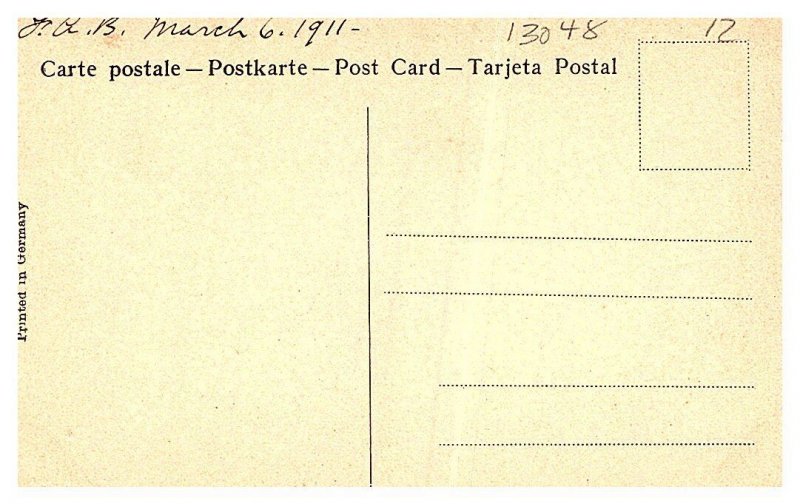 F. A. B. March 6. 1911-
13048
12
Carte postale — Postkarte — Post Card — Tarjeta Postal
Printed in Germany